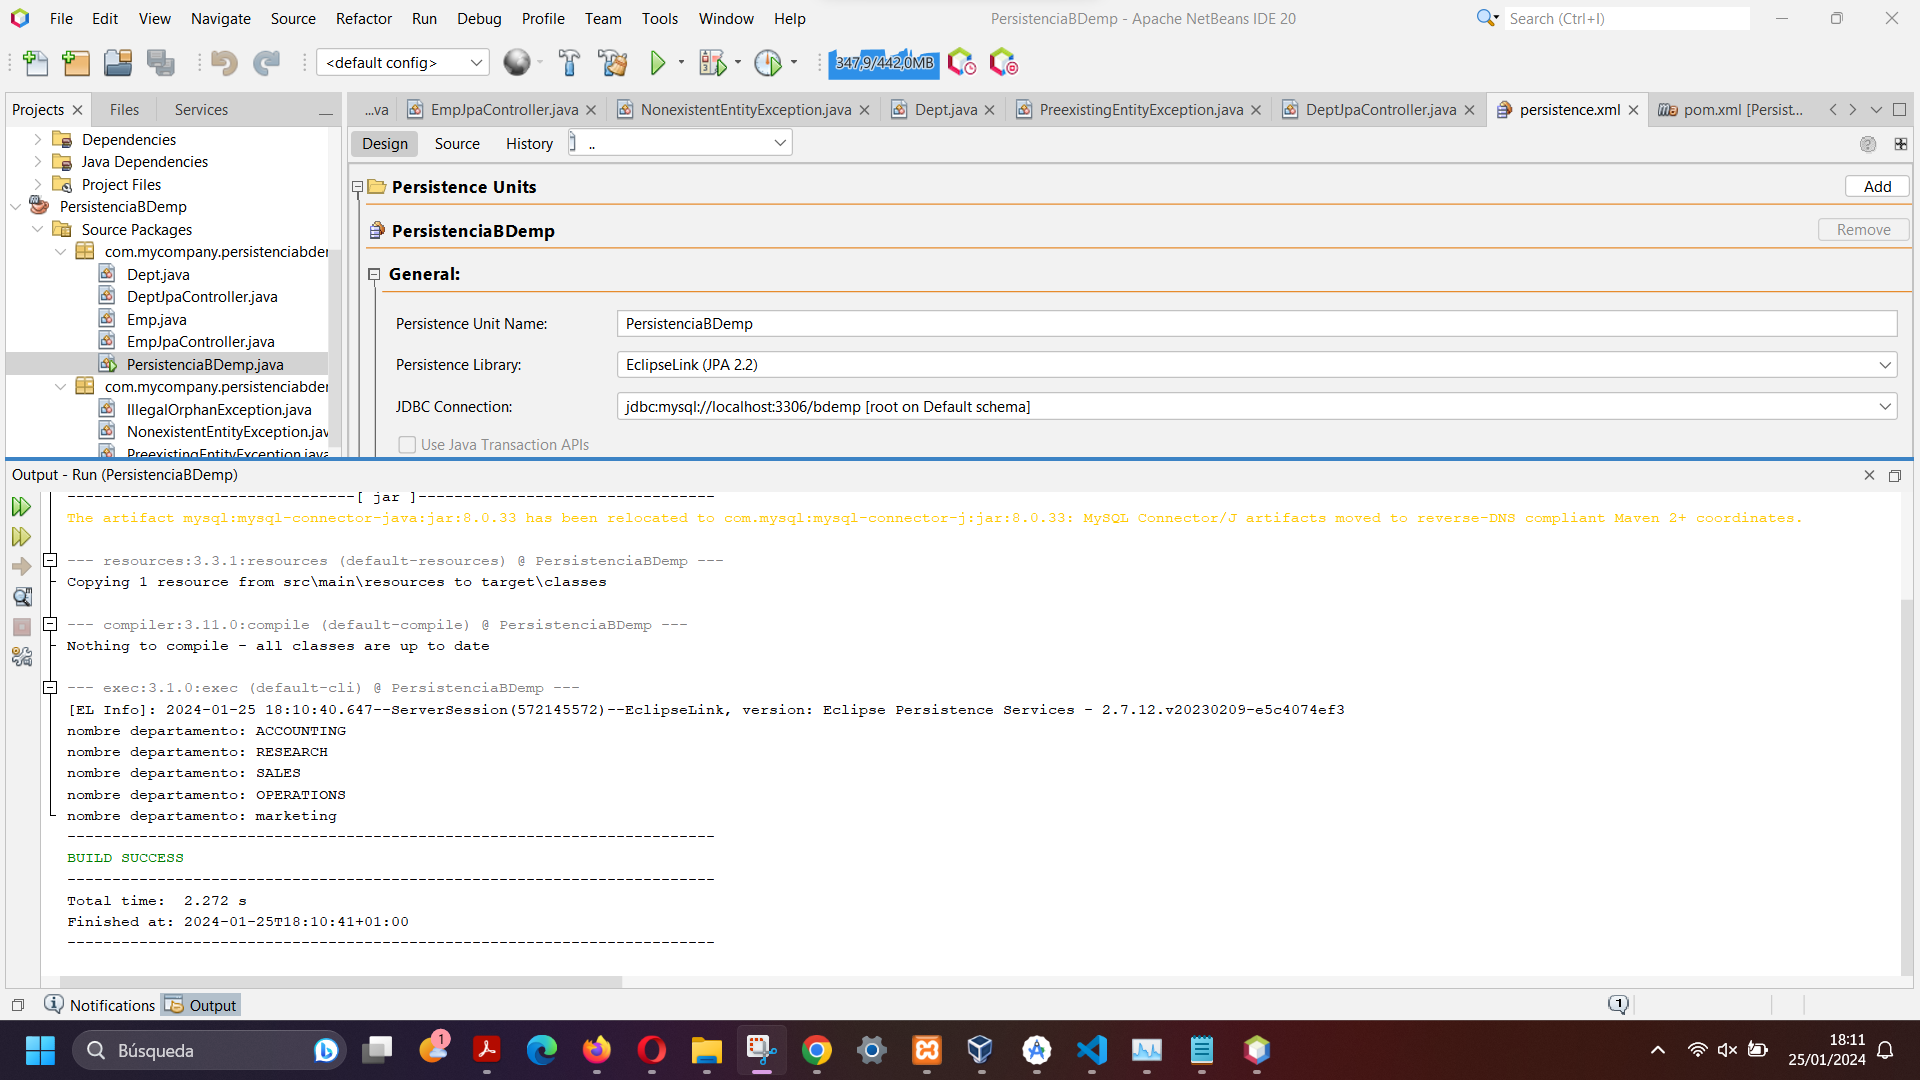 File Edit View Navigate Source Refactor Run Debug Profile Team Tools Window Help
PersistenciaBDemp - Apache NetBeans IDE 20
Search (Ctrl+I)
<default config>
347,9/442,0MB
Projects Files Services
...va EmpJpaController.java NonexistentEntityException.java Dept.java PreexistingEntityException.java DeptJpaController.java persistence.xml pom.xml [Persist...
Dependencies
Java Dependencies
Project Files
PersistenciaBDemp
Source Packages
com.mycompany.persistenciabder
Dept.java
DeptJpaController.java
Emp.java
EmpJpaController.java
PersistenciaBDemp.java
com.mycompany.persistenciabder
IllegalOrphanException.java
NonexistentEntityException.jav
PreexistingEntityException.java
Design Source History ..
Persistence Units
Add
PersistenciaBDemp
Remove
General:
Persistence Unit Name: PersistenciaBDemp
Persistence Library: EclipseLink (JPA 2.2)
JDBC Connection: jdbc:mysql://localhost:3306/bdemp [root on Default schema]
Use Java Transaction APIs
Output - Run (PersistenciaBDemp)
--------------------------------[ jar ]---------------------------------
The artifact mysql:mysql-connector-java:jar:8.0.33 has been relocated to com.mysql:mysql-connector-j:jar:8.0.33: MySQL Connector/J artifacts moved to reverse-DNS compliant Maven 2+ coordinates.
--- resources:3.3.1:resources (default-resources) @ PersistenciaBDemp ---
Copying 1 resource from src\main\resources to target\classes
--- compiler:3.11.0:compile (default-compile) @ PersistenciaBDemp ---
Nothing to compile - all classes are up to date
--- exec:3.1.0:exec (default-cli) @ PersistenciaBDemp ---
[EL Info]: 2024-01-25 18:10:40.647--ServerSession(572145572)--EclipseLink, version: Eclipse Persistence Services - 2.7.12.v20230209-e5c4074ef3
nombre departamento: ACCOUNTING
nombre departamento: RESEARCH
nombre departamento: SALES
nombre departamento: OPERATIONS
nombre departamento: marketing
------------------------------------------------------------------------
BUILD SUCCESS
------------------------------------------------------------------------
Total time:  2.272 s
Finished at: 2024-01-25T18:10:41+01:00
------------------------------------------------------------------------
Notifications Output
1
Búsqueda
1
18:11
25/01/2024